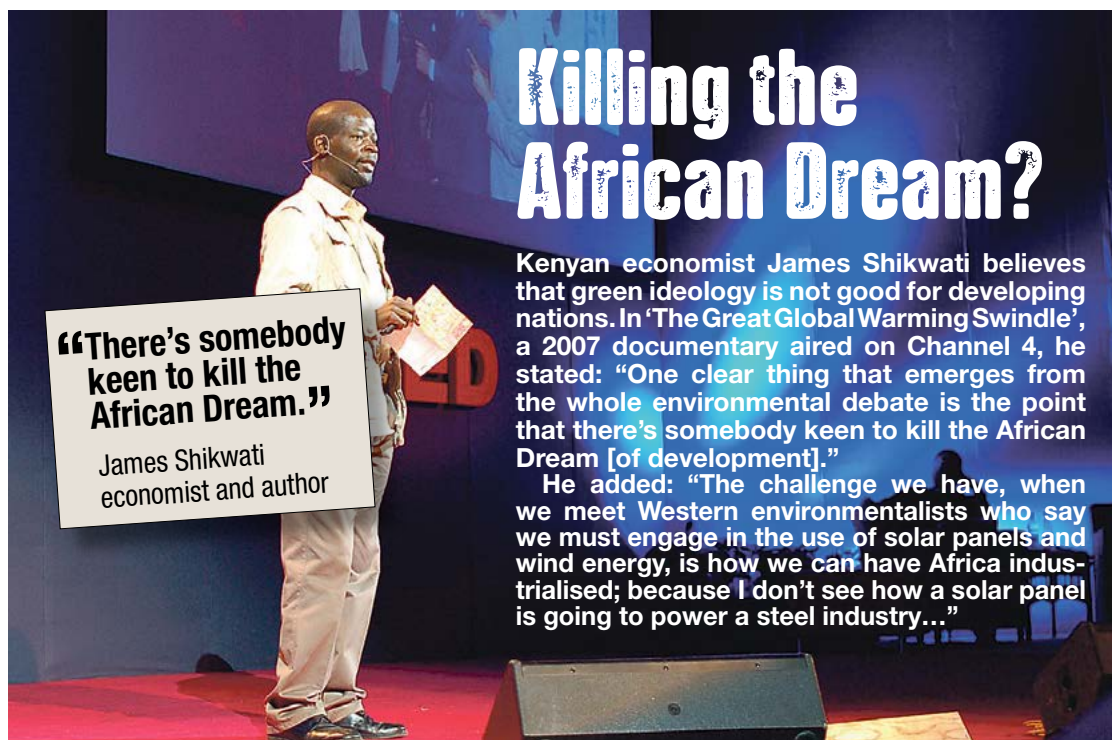 Killing the
African Dream?
Kenyan economist James Shikwati believes
that green ideology is not good for developing
nations. In ‘The Great Global Warming Swindle’,
a 2007 documentary aired on Channel 4, he
stated: “One clear thing that emerges from
the whole environmental debate is the point
that there’s somebody keen to kill the African
Dream [of development].”
He added: “The challenge we have, when
we meet Western environmentalists who say
we must engage in the use of solar panels and
wind energy, is how we can have Africa indus-
trialised; because I don’t see how a solar panel
is going to power a steel industry…”
“There’s somebody
keen to kill the
African Dream.”
James Shikwati
economist and author
ED